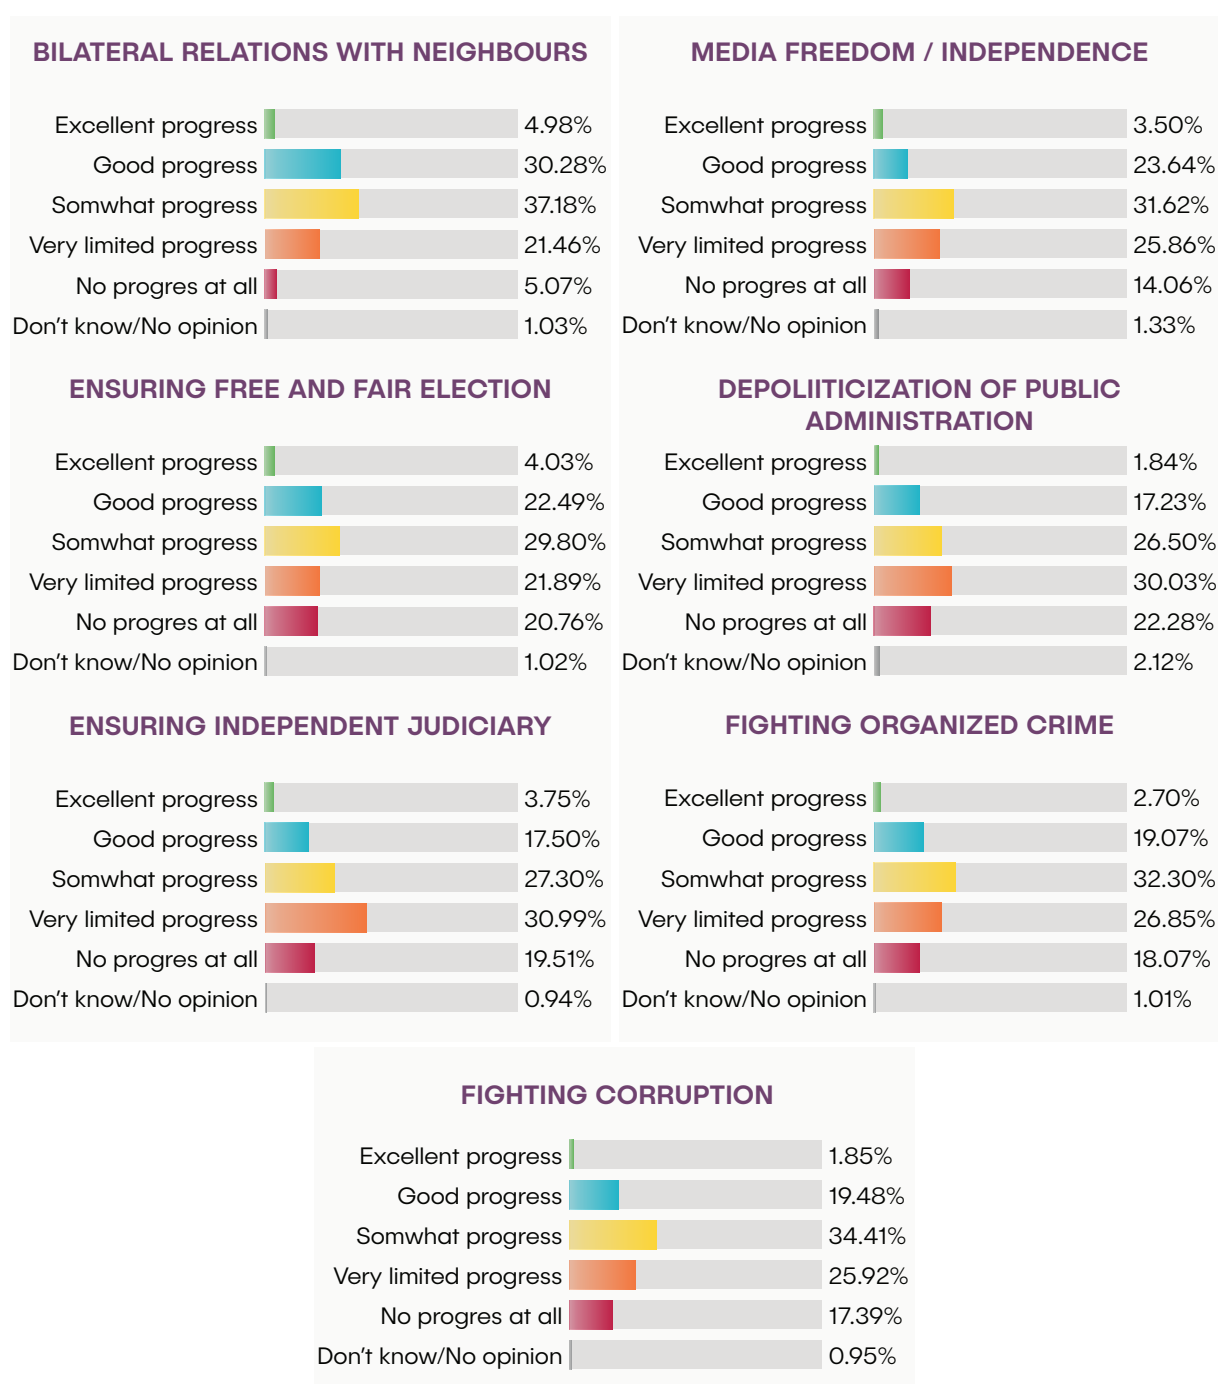 BILATERAL RELATIONS WITH NEIGHBOURS
Excellent progress 4.98%
Good progress 30.28%
Somwhat progress 37.18%
Very limited progress 21.46%
No progres at all 5.07%
Don't know/No opinion 1.03%
MEDIA FREEDOM / INDEPENDENCE
Excellent progress 3.50%
Good progress 23.64%
Somwhat progress 31.62%
Very limited progress 25.86%
No progres at all 14.06%
Don't know/No opinion 1.33%
ENSURING FREE AND FAIR ELECTION
Excellent progress 4.03%
Good progress 22.49%
Somwhat progress 29.80%
Very limited progress 21.89%
No progres at all 20.76%
Don't know/No opinion 1.02%
DEPOLIITICIZATION OF PUBLIC
ADMINISTRATION
Excellent progress 1.84%
Good progress 17.23%
Somwhat progress 26.50%
Very limited progress 30.03%
No progres at all 22.28%
Don't know/No opinion 2.12%
ENSURING INDEPENDENT JUDICIARY
Excellent progress 3.75%
Good progress 17.50%
Somwhat progress 27.30%
Very limited progress 30.99%
No progres at all 19.51%
Don't know/No opinion 0.94%
FIGHTING ORGANIZED CRIME
Excellent progress 2.70%
Good progress 19.07%
Somwhat progress 32.30%
Very limited progress 26.85%
No progres at all 18.07%
Don't know/No opinion 1.01%
FIGHTING CORRUPTION
Excellent progress 1.85%
Good progress 19.48%
Somwhat progress 34.41%
Very limited progress 25.92%
No progres at all 17.39%
Don't know/No opinion 0.95%